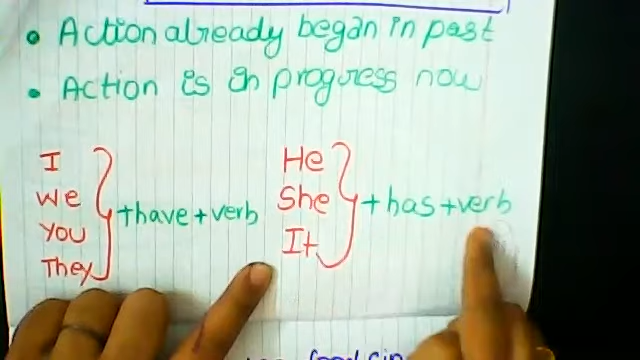 • Action already began in past
• Action is in progress now
I
We
You
They
+have+verb
He
She
It
+has+verb